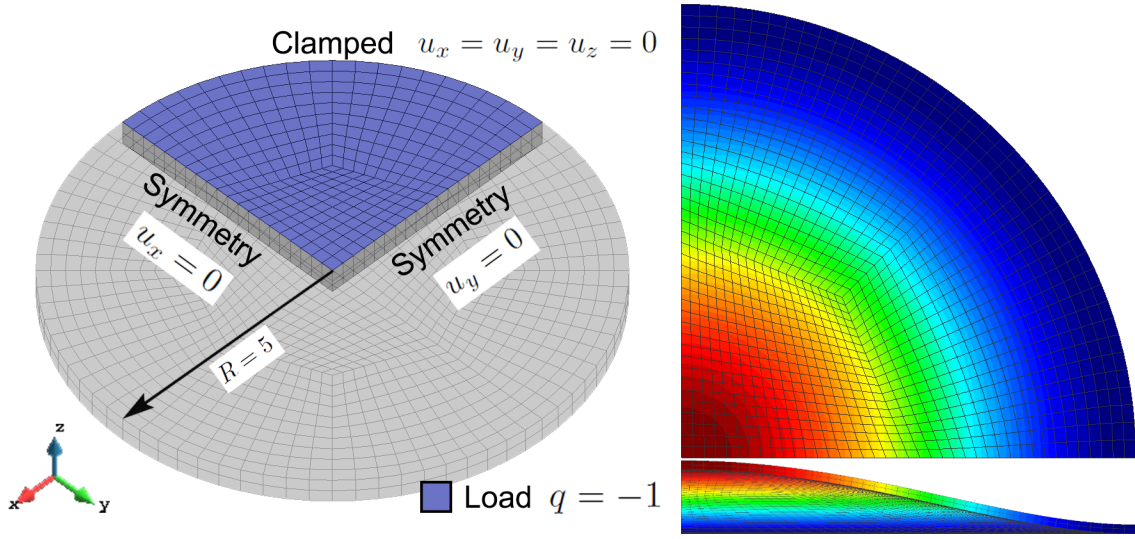 Clamped $u_x = u_y = u_z = 0$
Symmetry
$u_x = 0$
Symmetry
$u_y = 0$
$R = 5$
z
x
y
Load $q = -1$